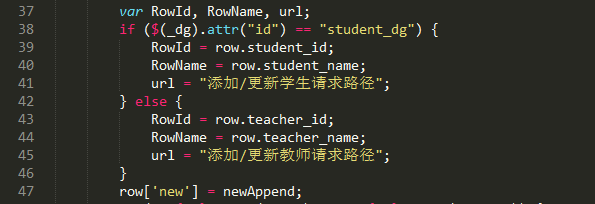 37 var RowId, RowName, url;
38 if ($(_dg).attr("id") == "student_dg") {
39 RowId = row.student_id;
40 RowName = row.student_name;
41 url = "添加/更新学生请求路径";
42 } else {
43 RowId = row.teacher_id;
44 RowName = row.teacher_name;
45 url = "添加/更新教师请求路径";
46 }
47 row['new'] = newAppend;